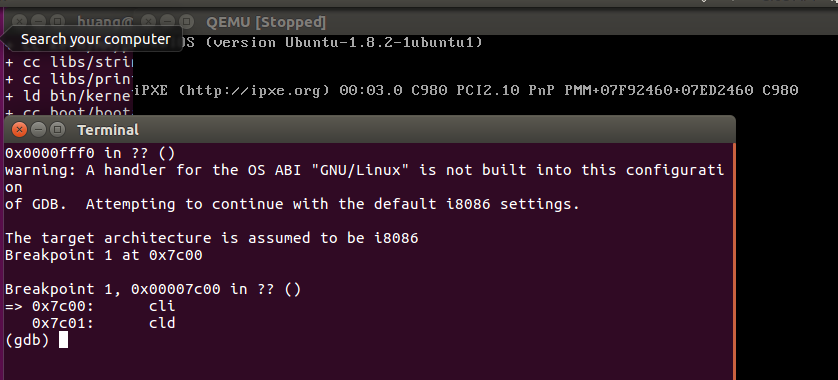 huang@
QEMU [Stopped]
Search your computer
OS (version Ubuntu-1.8.2-1ubuntu1)
+ cc libs/strin
+ cc libs/prin
iPXE (http://ipxe.org) 00:03.0 C980 PCI2.10 PnP PMM+07F92460+07ED2460 C980
+ ld bin/kerne
+ cc boot/boot
Terminal
0x0000fff0 in ?? ()
warning: A handler for the OS ABI "GNU/Linux" is not built into this configurati
on
of GDB.  Attempting to continue with the default i8086 settings.
The target architecture is assumed to be i8086
Breakpoint 1 at 0x7c00
Breakpoint 1, 0x00007c00 in ?? ()
=> 0x7c00:      cli
   0x7c01:      cld
(gdb)